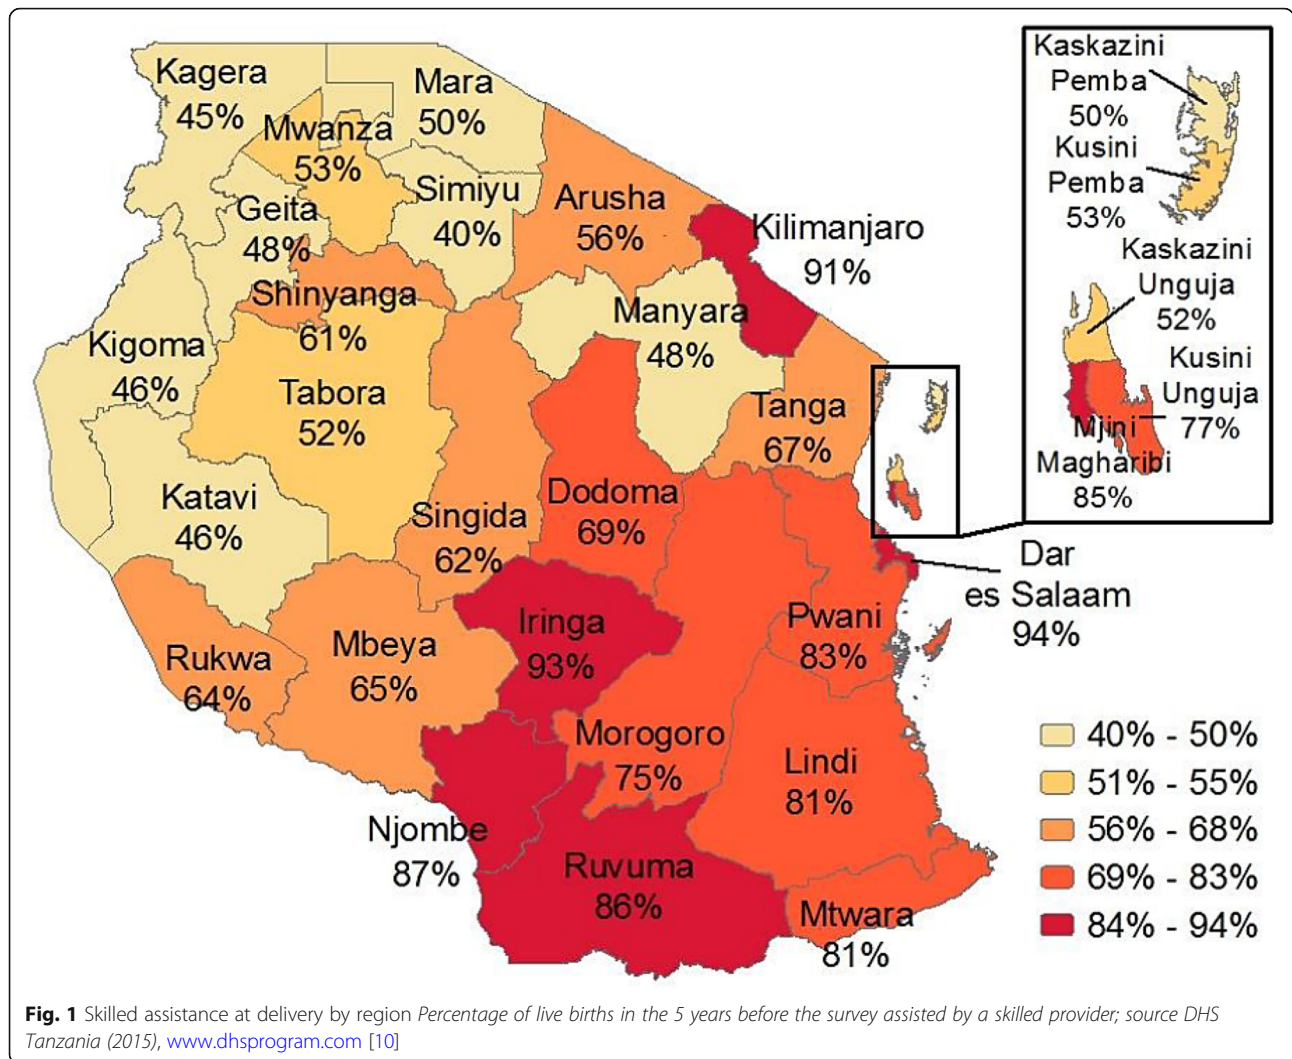 Kagera
45%
Mara
50%
Mwanza
53%
Simiyu
40%
Geita
48%
Arusha
56%
Kilimanjaro
91%
Shinyanga
61%
Manyara
48%
Kigoma
46%
Tabora
52%
Tanga
67%
Katavi
46%
Singida
62%
Dodoma
69%
Dar
es Salaam
94%
Iringa
93%
Pwani
83%
Rukwa
64%
Mbeya
65%
Morogoro
75%
Lindi
81%
Njombe
87%
Ruvuma
86%
Mtwara
81%
Kaskazini
Pemba
50%
Kusini
Pemba
53%
Kaskazini
Unguja
52%
Kusini
Unguja
77%
Mjini
Magharibi
85%
40% - 50%
51% - 55%
56% - 68%
69% - 83%
84% - 94%
Fig. 1 Skilled assistance at delivery by region Percentage of live births in the 5 years before the survey assisted by a skilled provider; source DHS
Tanzania (2015), www.dhsprogram.com [10]